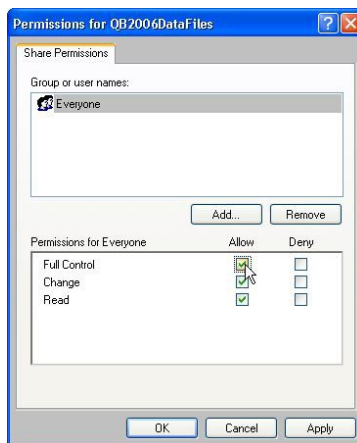 Permissions for QB2006DataFiles
Share Permissions
Group or user names:
Everyone
Add... Remove
Permissions for Everyone Allow Deny
Full Control
Change
Read
OK Cancel Apply